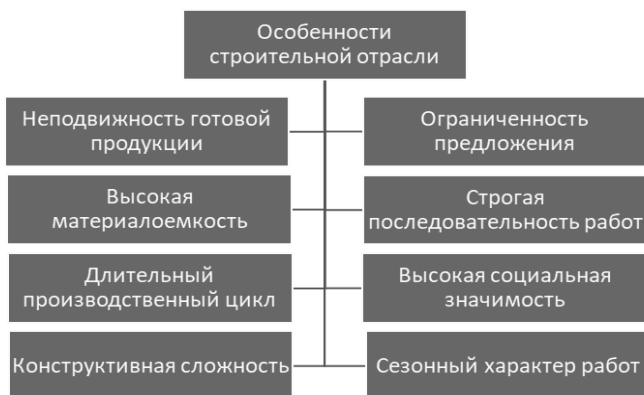 Особенности
строительной отрасли
Неподвижность готовой
продукции
Ограниченность
предложения
Высокая
материалоемкость
Строгая
последовательность работ
Длительный
производственный цикл
Высокая социальная
значимость
Конструктивная сложность
Сезонный характер работ